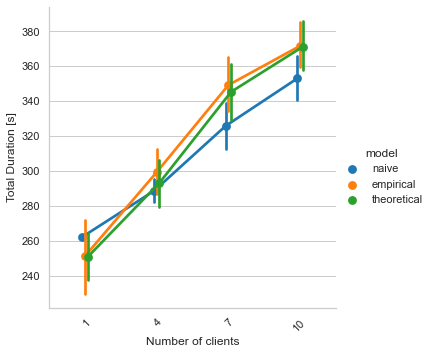 Total Duration [s]
380
360
340
320
300
280
260
240
1
4
7
10
Number of clients
model
naive
empirical
theoretical